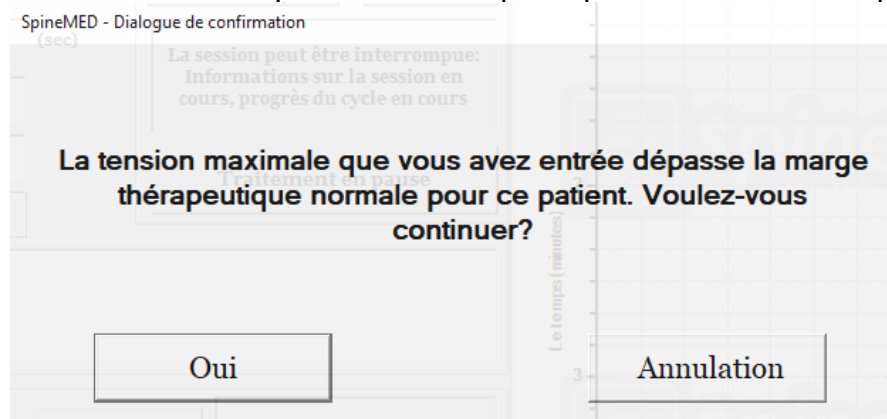 SpineMED - Dialogue de confirmation
(sec)
La session peut être interrompue:
Informations sur la session en
cours, progrès du cycle en cours
La tension maximale que vous avez entrée dépasse la marge
thérapeutique normale pour ce patient. Voulez-vous
continuer?
Traitement en pause
Le temps (minutes)
Oui
Annulation
3